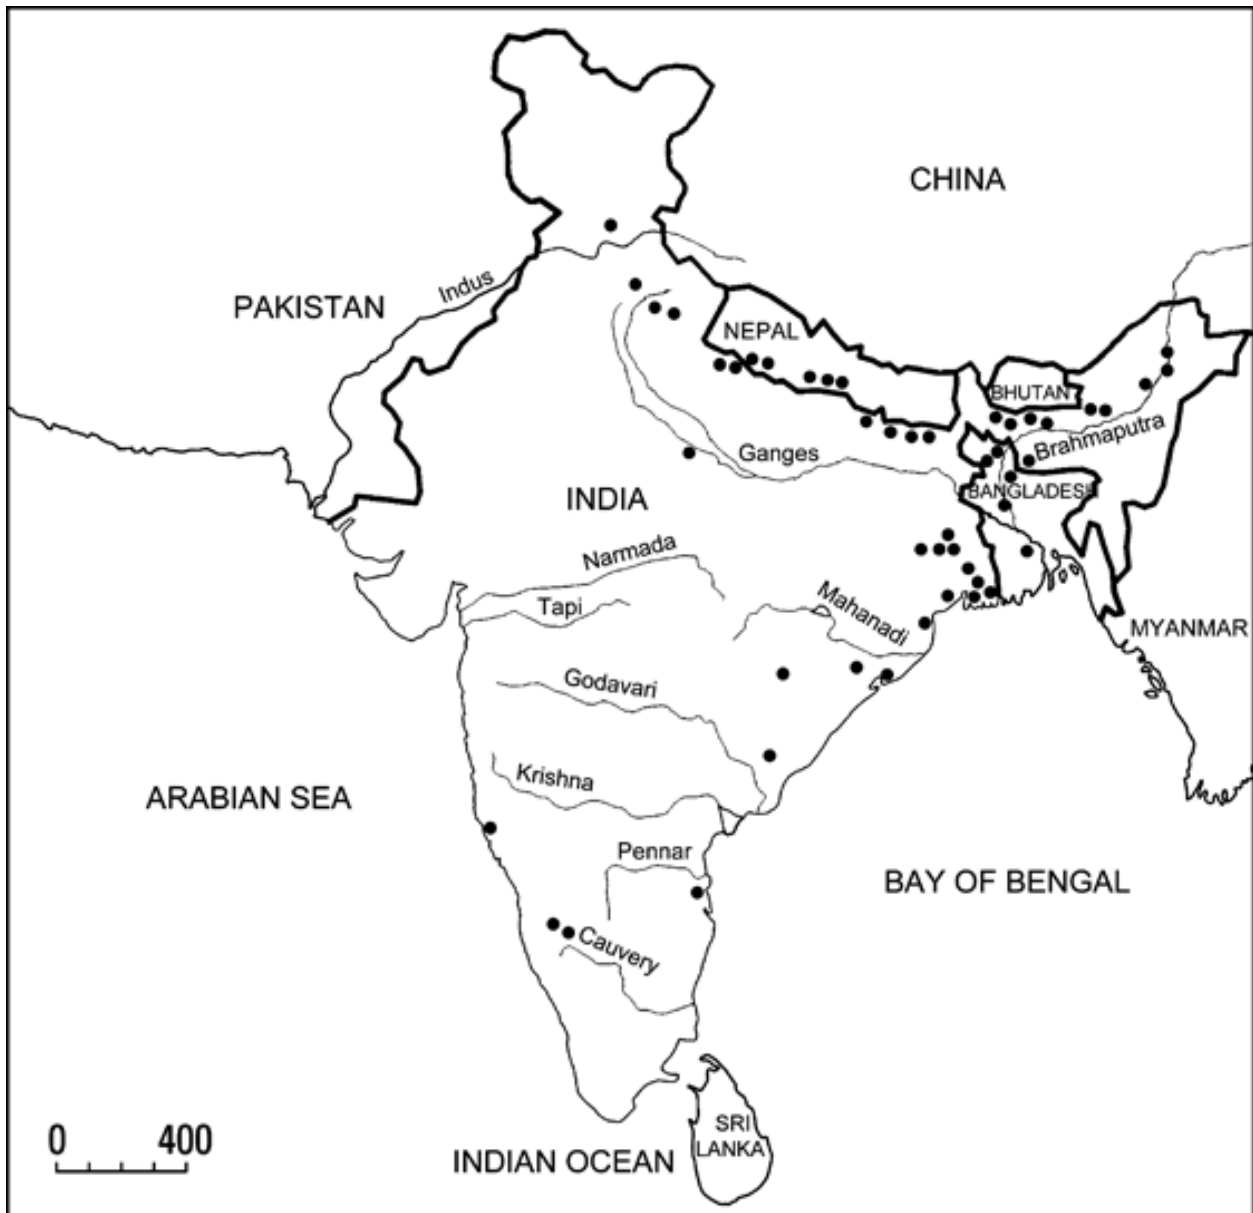 CHINA
PAKISTAN
Indus
NEPAL
BHUTAN
Brahmaputra
Ganges
INDIA
BANGLADESH
Narmada
Tapi
Mahanadi
MYANMAR
Godavari
Krishna
ARABIAN SEA
Pennar
BAY OF BENGAL
Cauvery
0 400
SRI
LANKA
INDIAN OCEAN